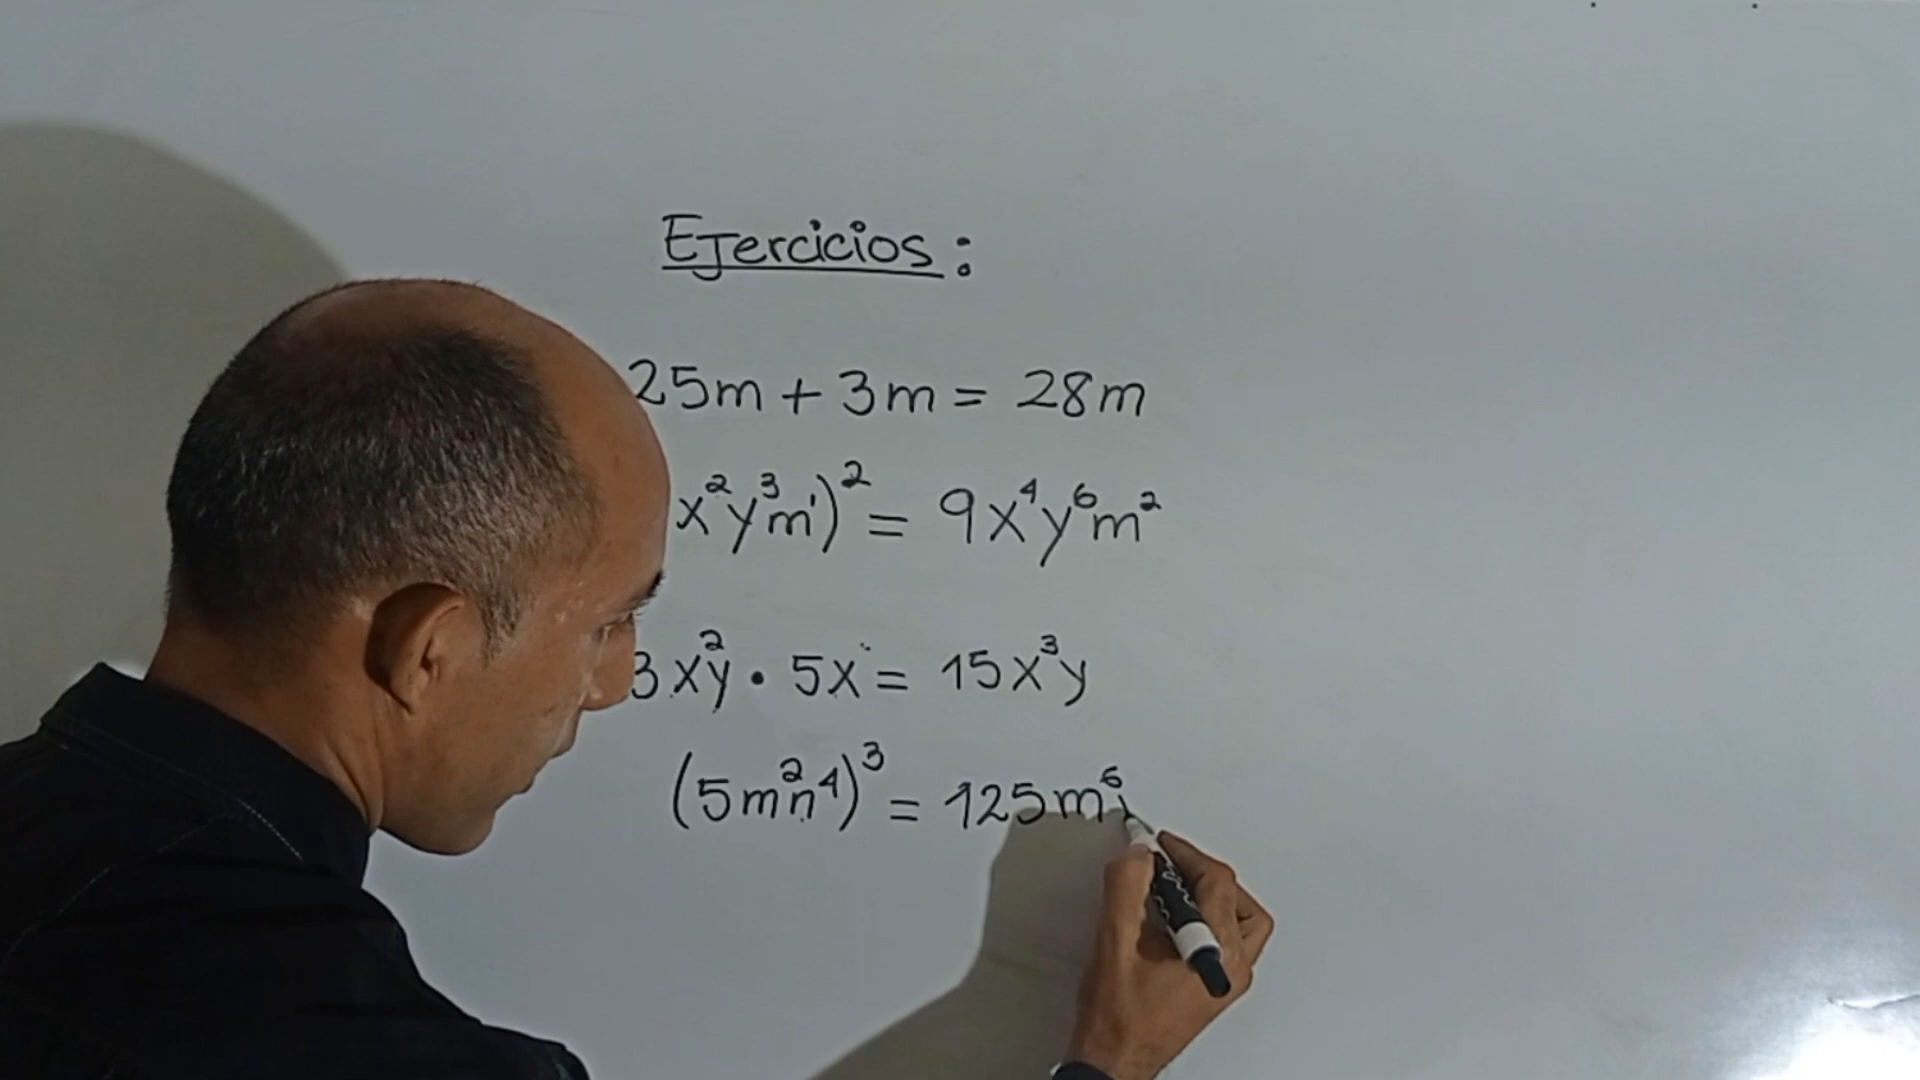 Ejercicios:
25m + 3m = 28m
x²y³m¹)² = 9x⁴y⁶m²
3x²y • 5x = 15x³y
(5m²n⁴)³ = 125m⁶